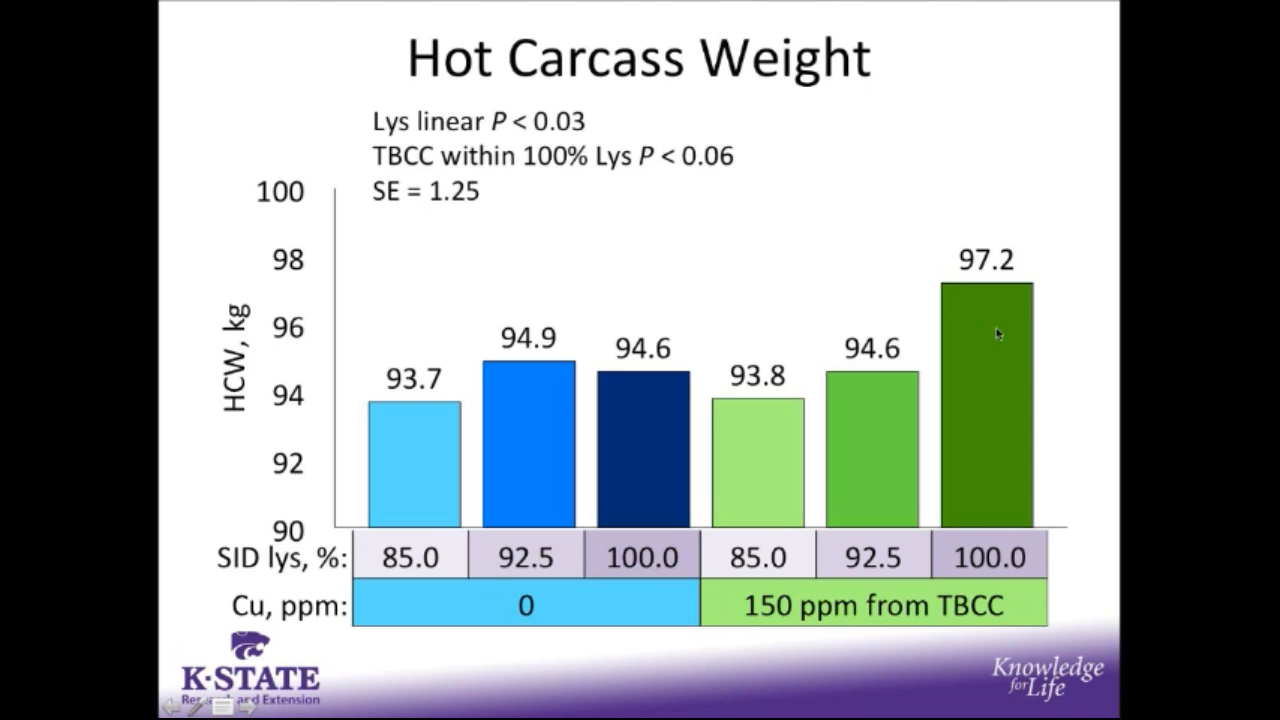 Hot Carcass Weight
Lys linear P < 0.03
TBCC within 100% Lys P < 0.06
SE = 1.25
100
98
96
94
92
90
HCW, kg
93.7
94.9
94.6
93.8
94.6
97.2
SID lys, %: 85.0 92.5 100.0 85.0 92.5 100.0
Cu, ppm: 0 150 ppm from TBCC
K-STATE
Research and Extension
Knowledge
for Life